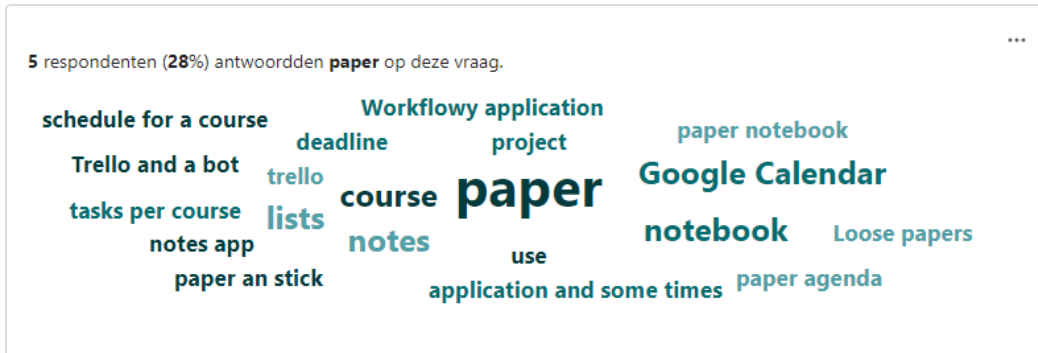 ...
5 respondenten (28%) antwoordden paper op deze vraag.
Workflowy application
schedule for a course
deadline
project
paper notebook
Trello and a bot
trello
Google Calendar
course
paper
tasks per course
lists
notebook
Loose papers
notes app
notes
use
paper an stick
application and some times
paper agenda